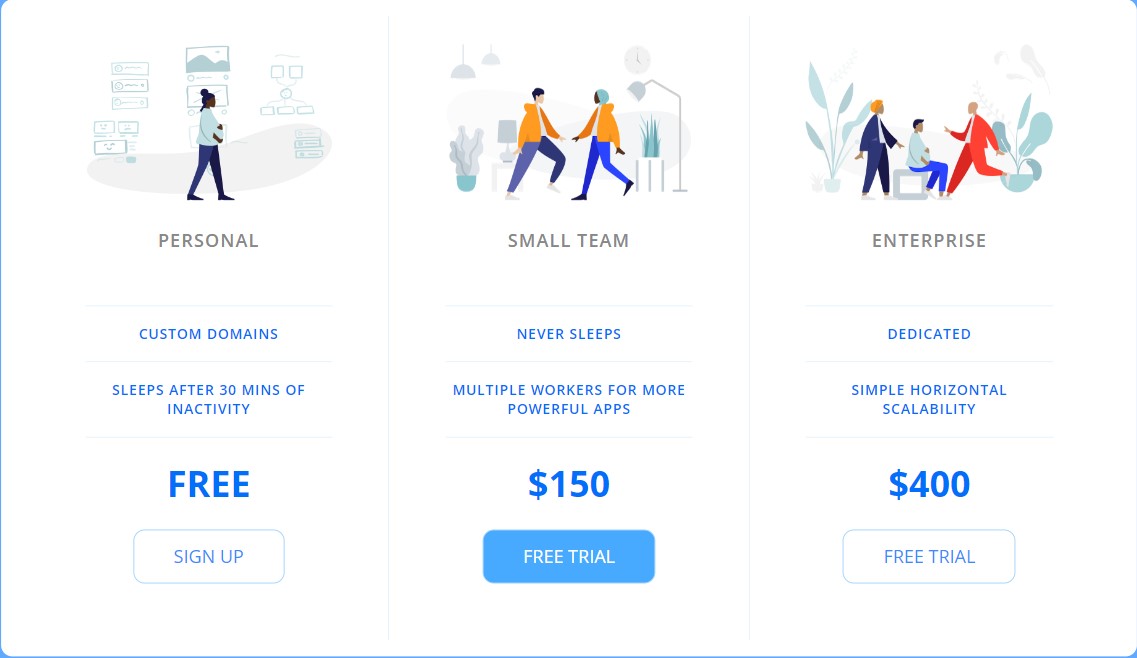 PERSONAL
CUSTOM DOMAINS
SLEEPS AFTER 30 MINS OF
INACTIVITY
FREE
SIGN UP
SMALL TEAM
NEVER SLEEPS
MULTIPLE WORKERS FOR MORE
POWERFUL APPS
$150
FREE TRIAL
ENTERPRISE
DEDICATED
SIMPLE HORIZONTAL
SCALABILITY
$400
FREE TRIAL